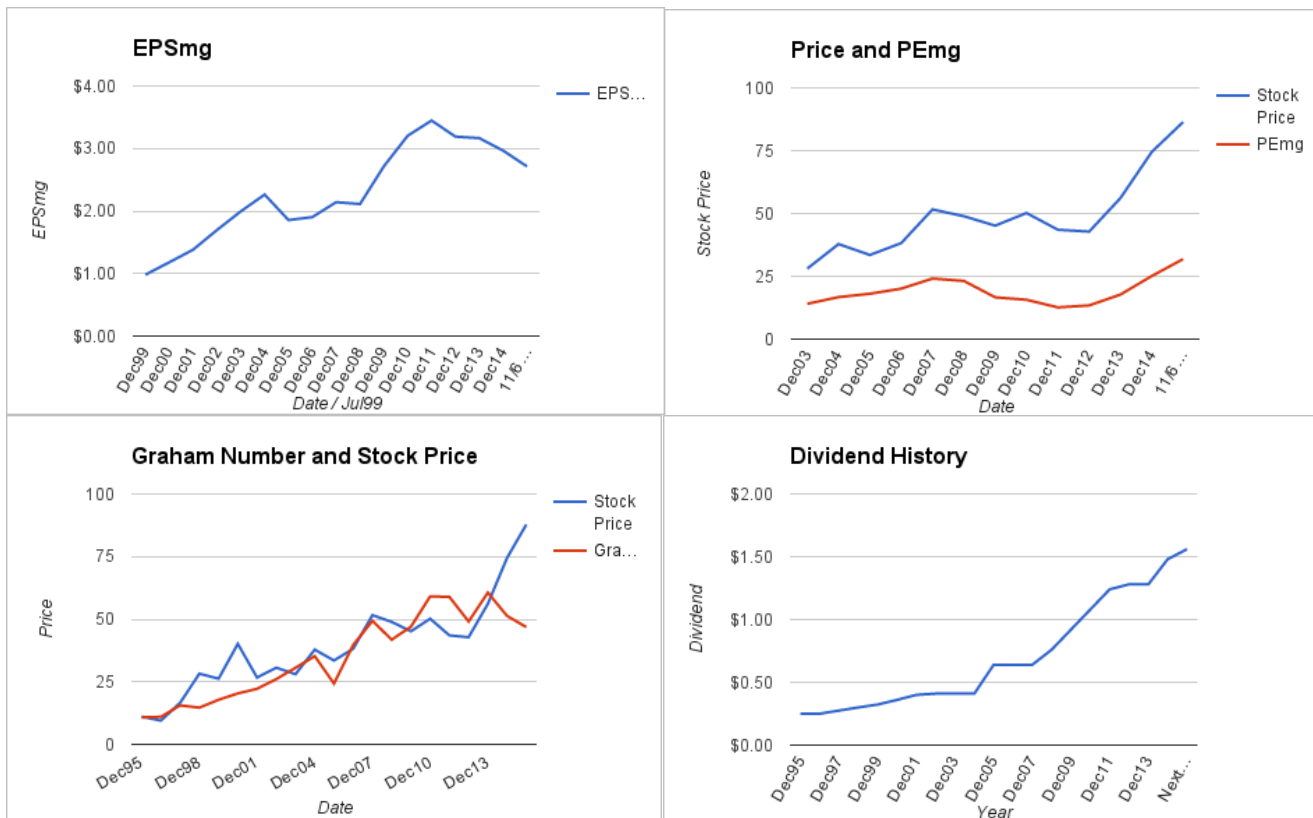 EPSmg
$4.00
$3.00
$2.00
$1.00
$0.00
EPSmg
EPS...
Dec99
Dec00
Dec01
Dec02
Dec03
Dec04
Dec05
Dec06
Dec07
Dec08
Dec09
Dec10
Dec11
Dec12
Dec13
Dec14
11/6...
Date / Jul99
Price and PEmg
100
75
50
25
0
Stock Price
Stock
Price
PEmg
Dec03
Dec04
Dec05
Dec06
Dec07
Dec08
Dec09
Dec10
Dec11
Dec12
Dec13
Dec14
11/6...
Date
Graham Number and Stock Price
100
75
50
25
0
Price
Stock
Price
Gra...
Dec95
Dec98
Dec01
Dec04
Dec07
Dec10
Dec13
Date
Dividend History
$2.00
$1.50
$1.00
$0.50
$0.00
Dividend
Dec95
Dec97
Dec99
Dec01
Dec03
Dec05
Dec07
Dec09
Dec11
Dec13
Next...
Year